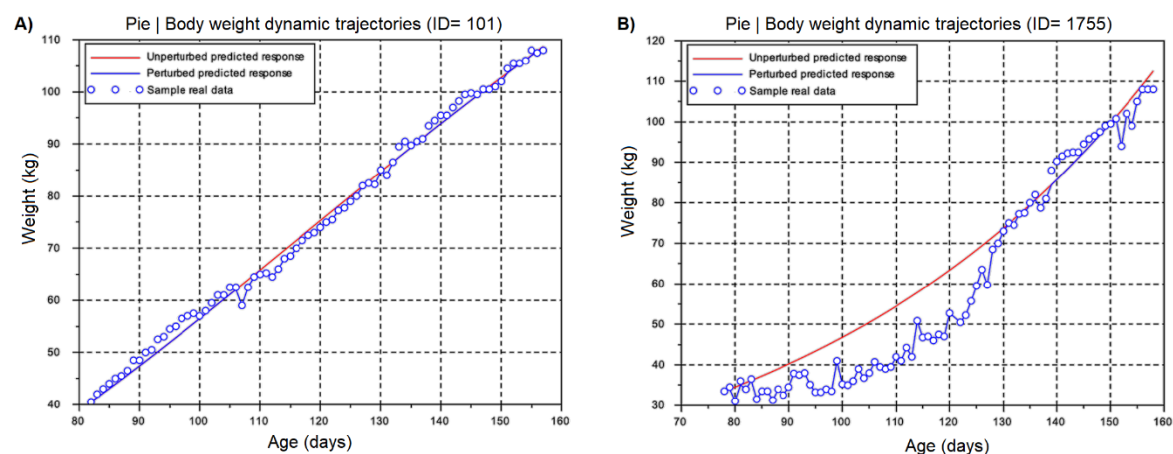 A)
Pie | Body weight dynamic trajectories (ID= 101)
Unperturbed predicted response
Perturbed predicted response
Sample real data
Weight (kg)
110
100
90
80
70
60
50
40
80 90 100 110 120 130 140 150 160
Age (days)
B)
Pie | Body weight dynamic trajectories (ID= 1755)
Unperturbed predicted response
Perturbed predicted response
Sample real data
Weight (kg)
120
110
100
90
80
70
60
50
40
30
70 80 90 100 110 120 130 140 150 160
Age (days)